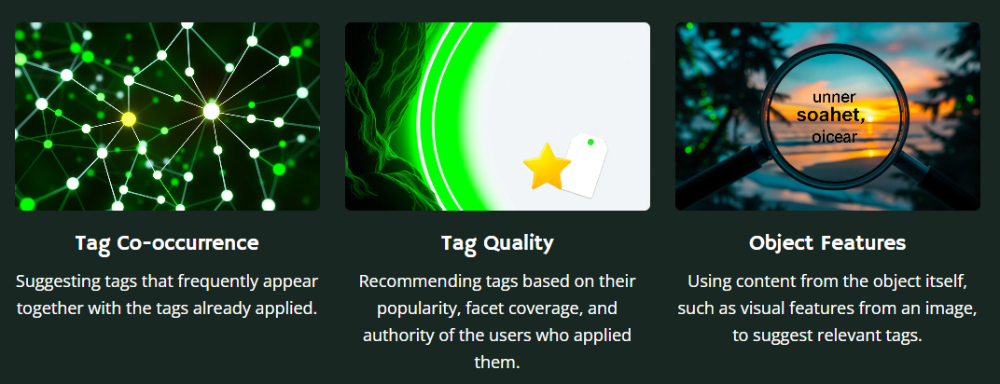 unner
soahet,
oicear
Tag Co-occurrence
Suggesting tags that frequently appear
together with the tags already applied.
Tag Quality
Recommending tags based on their
popularity, facet coverage, and
authority of the users who applied
them.
Object Features
Using content from the object itself,
such as visual features from an image,
to suggest relevant tags.